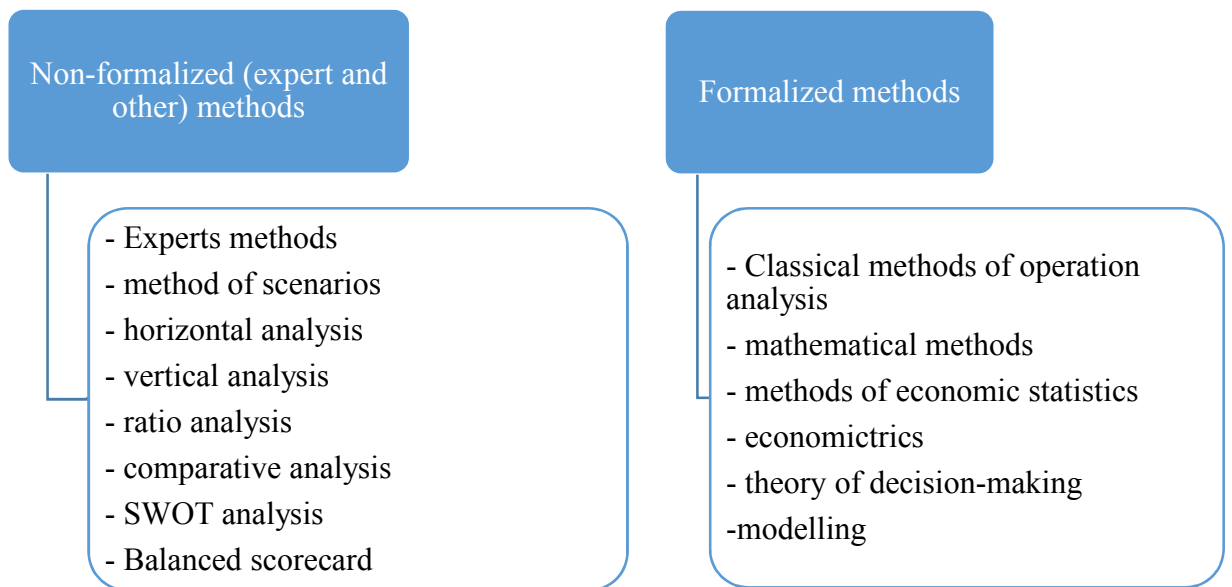 Non-formalized (expert and
other) methods
- Experts methods
- method of scenarios
- horizontal analysis
- vertical analysis
- ratio analysis
- comparative analysis
- SWOT analysis
- Balanced scorecard
Formalized methods
- Classical methods of operation
analysis
- mathematical methods
- methods of economic statistics
- economictrics
- theory of decision-making
-modelling